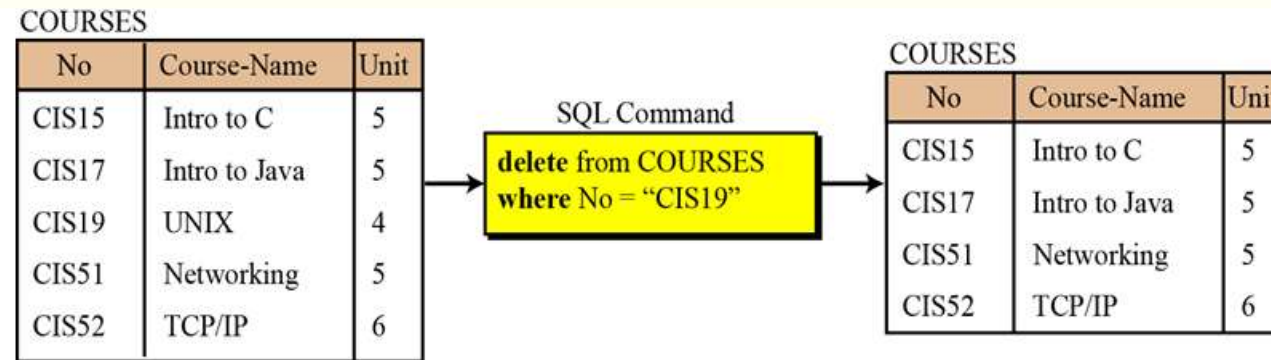 COURSES
No Course-Name Unit
CIS15 Intro to C 5
CIS17 Intro to Java 5
CIS19 UNIX 4
CIS51 Networking 5
CIS52 TCP/IP 6
SQL Command
delete from COURSES
where No = “CIS19”
COURSES
No Course-Name Uni
CIS15 Intro to C 5
CIS17 Intro to Java 5
CIS51 Networking 5
CIS52 TCP/IP 6